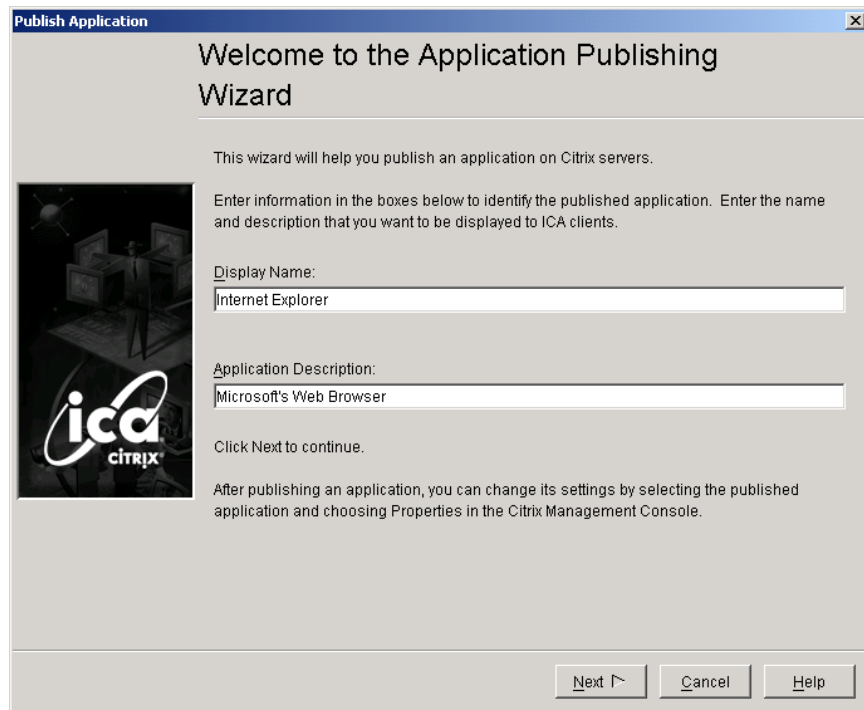 Publish Application
Welcome to the Application Publishing
Wizard
This wizard will help you publish an application on Citrix servers.
Enter information in the boxes below to identify the published application. Enter the name
and description that you want to be displayed to ICA clients.
Display Name:
Internet Explorer
Application Description:
Microsoft's Web Browser
ica
CITRIX®
Click Next to continue.
After publishing an application, you can change its settings by selecting the published
application and choosing Properties in the Citrix Management Console.
Next Cancel Help